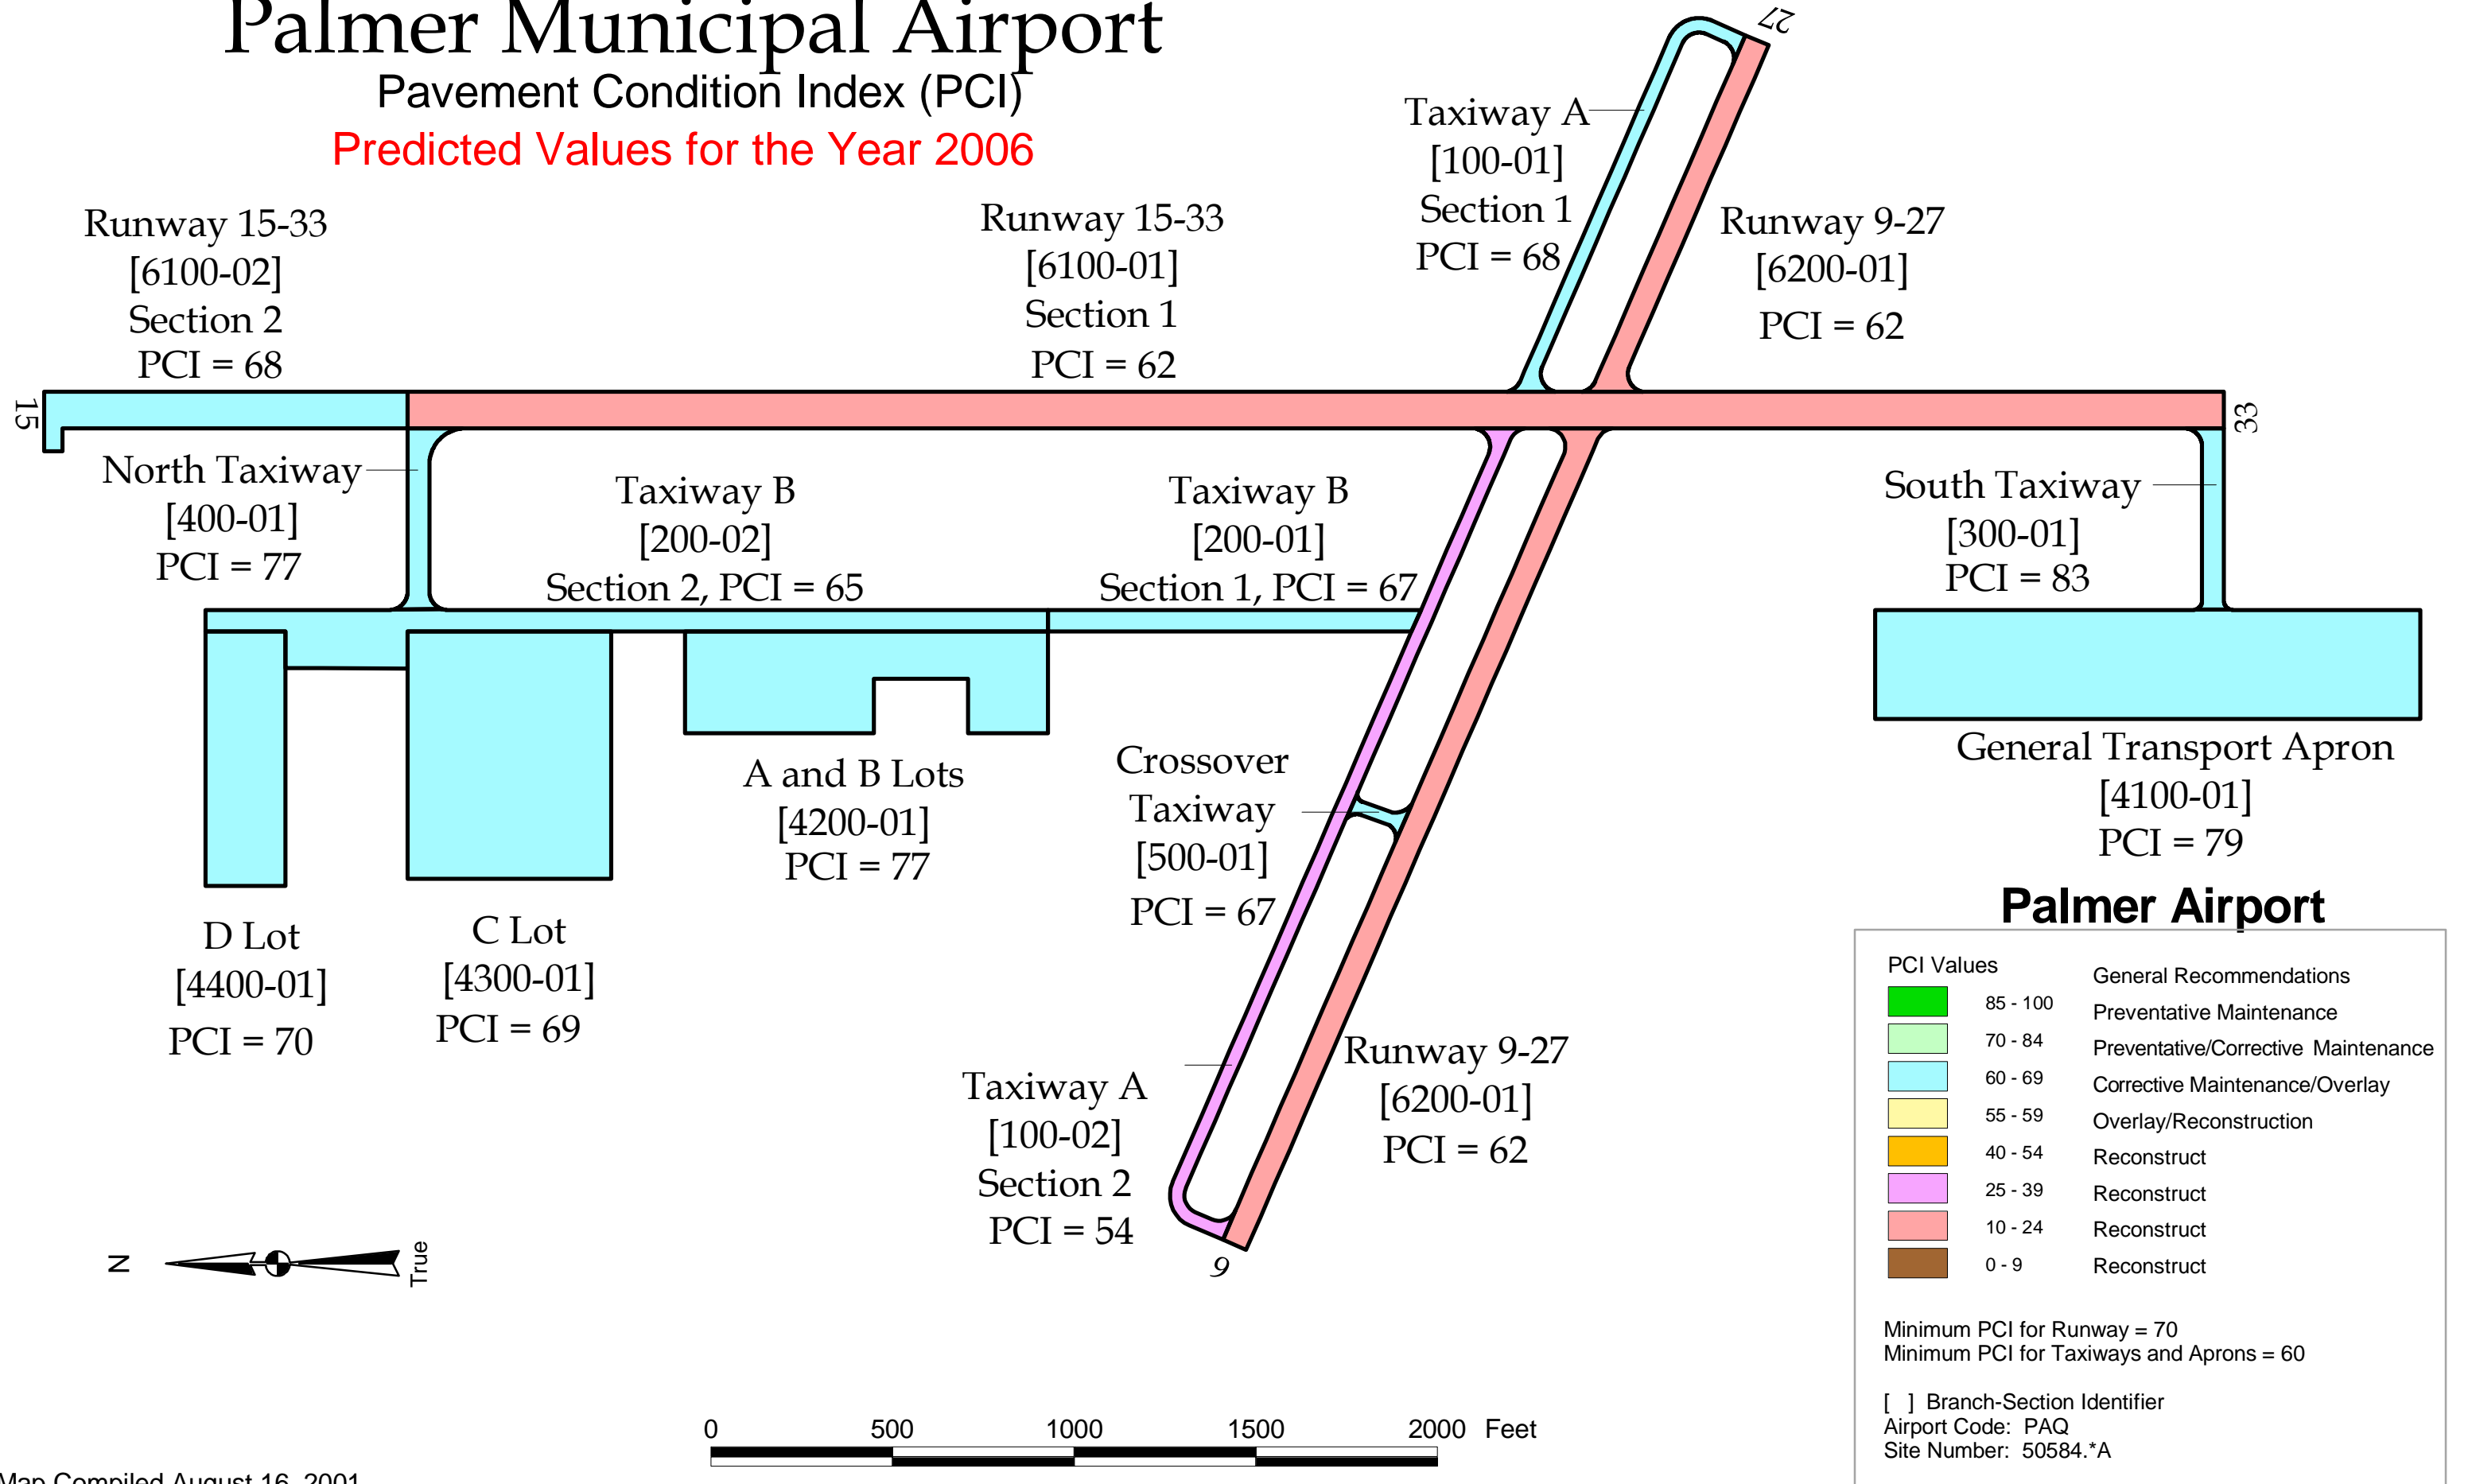 Palmer Municipal Airport
Pavement Condition Index (PCI)
Predicted Values for the Year 2006
Runway 15-33
[6100-02]
Section 2
PCI = 68
Runway 15-33
[6100-01]
Section 1
PCI = 62
Taxiway A
[100-01]
Section 1
PCI = 68
27
Runway 9-27
[6200-01]
PCI = 62
15
33
North Taxiway
[400-01]
PCI = 77
Taxiway B
[200-02]
Section 2, PCI = 65
Taxiway B
[200-01]
Section 1, PCI = 67
South Taxiway
[300-01]
PCI = 83
A and B Lots
[4200-01]
PCI = 77
Crossover
Taxiway
[500-01]
PCI = 67
General Transport Apron
[4100-01]
PCI = 79
D Lot
[4400-01]
PCI = 70
C Lot
[4300-01]
PCI = 69
Taxiway A
[100-02]
Section 2
PCI = 54
Runway 9-27
[6200-01]
PCI = 62
9
N
True
Palmer Airport
PCI Values General Recommendations
85 - 100 Preventative Maintenance
70 - 84 Preventative/Corrective Maintenance
60 - 69 Corrective Maintenance/Overlay
55 - 59 Overlay/Reconstruction
40 - 54 Reconstruct
25 - 39 Reconstruct
10 - 24 Reconstruct
0 - 9 Reconstruct
Minimum PCI for Runway = 70
Minimum PCI for Taxiways and Aprons = 60
[ ] Branch-Section Identifier
Airport Code: PAQ
Site Number: 50584.*A
0 500 1000 1500 2000 Feet
Map Compiled August 16, 2001